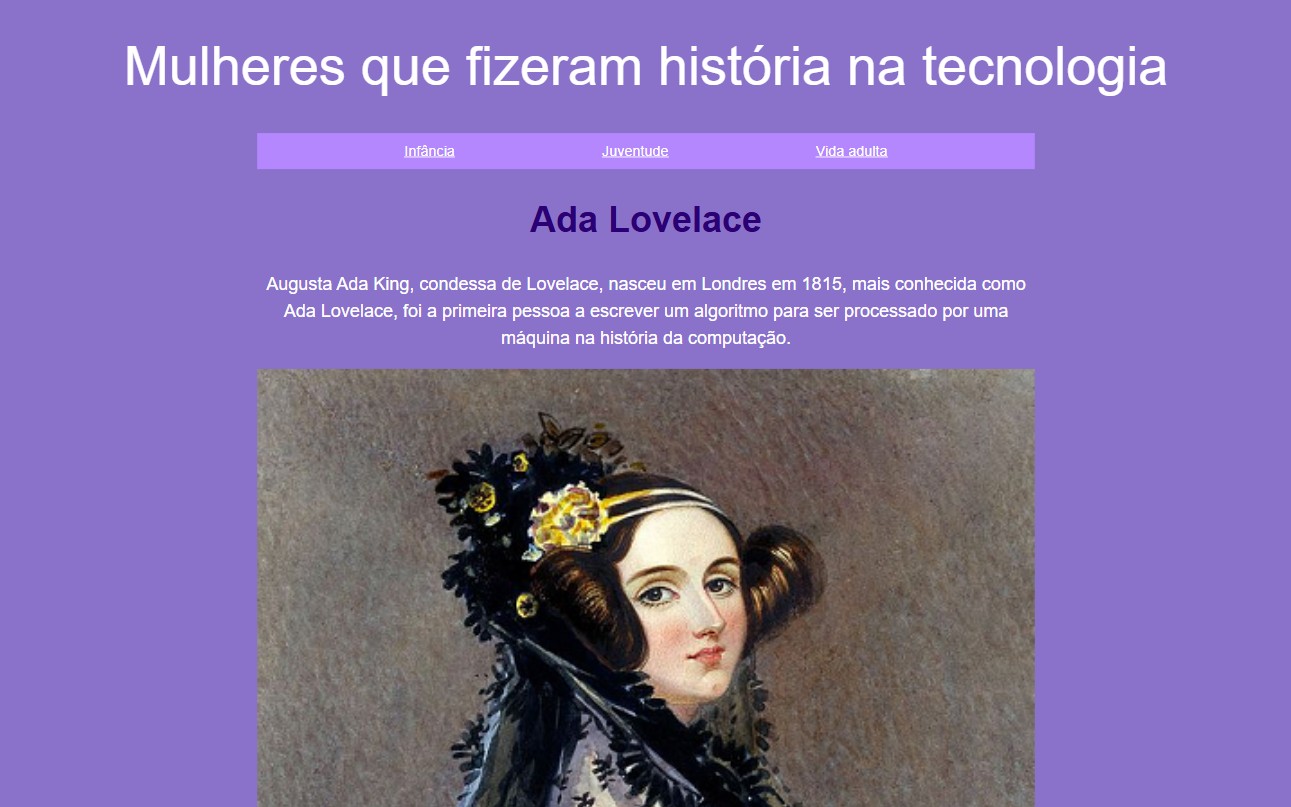 Mulheres que fizeram história na tecnologia
Infância Juventude Vida adulta
Ada Lovelace
Augusta Ada King, condessa de Lovelace, nasceu em Londres em 1815, mais conhecida como
Ada Lovelace, foi a primeira pessoa a escrever um algoritmo para ser processado por uma
máquina na história da computação.